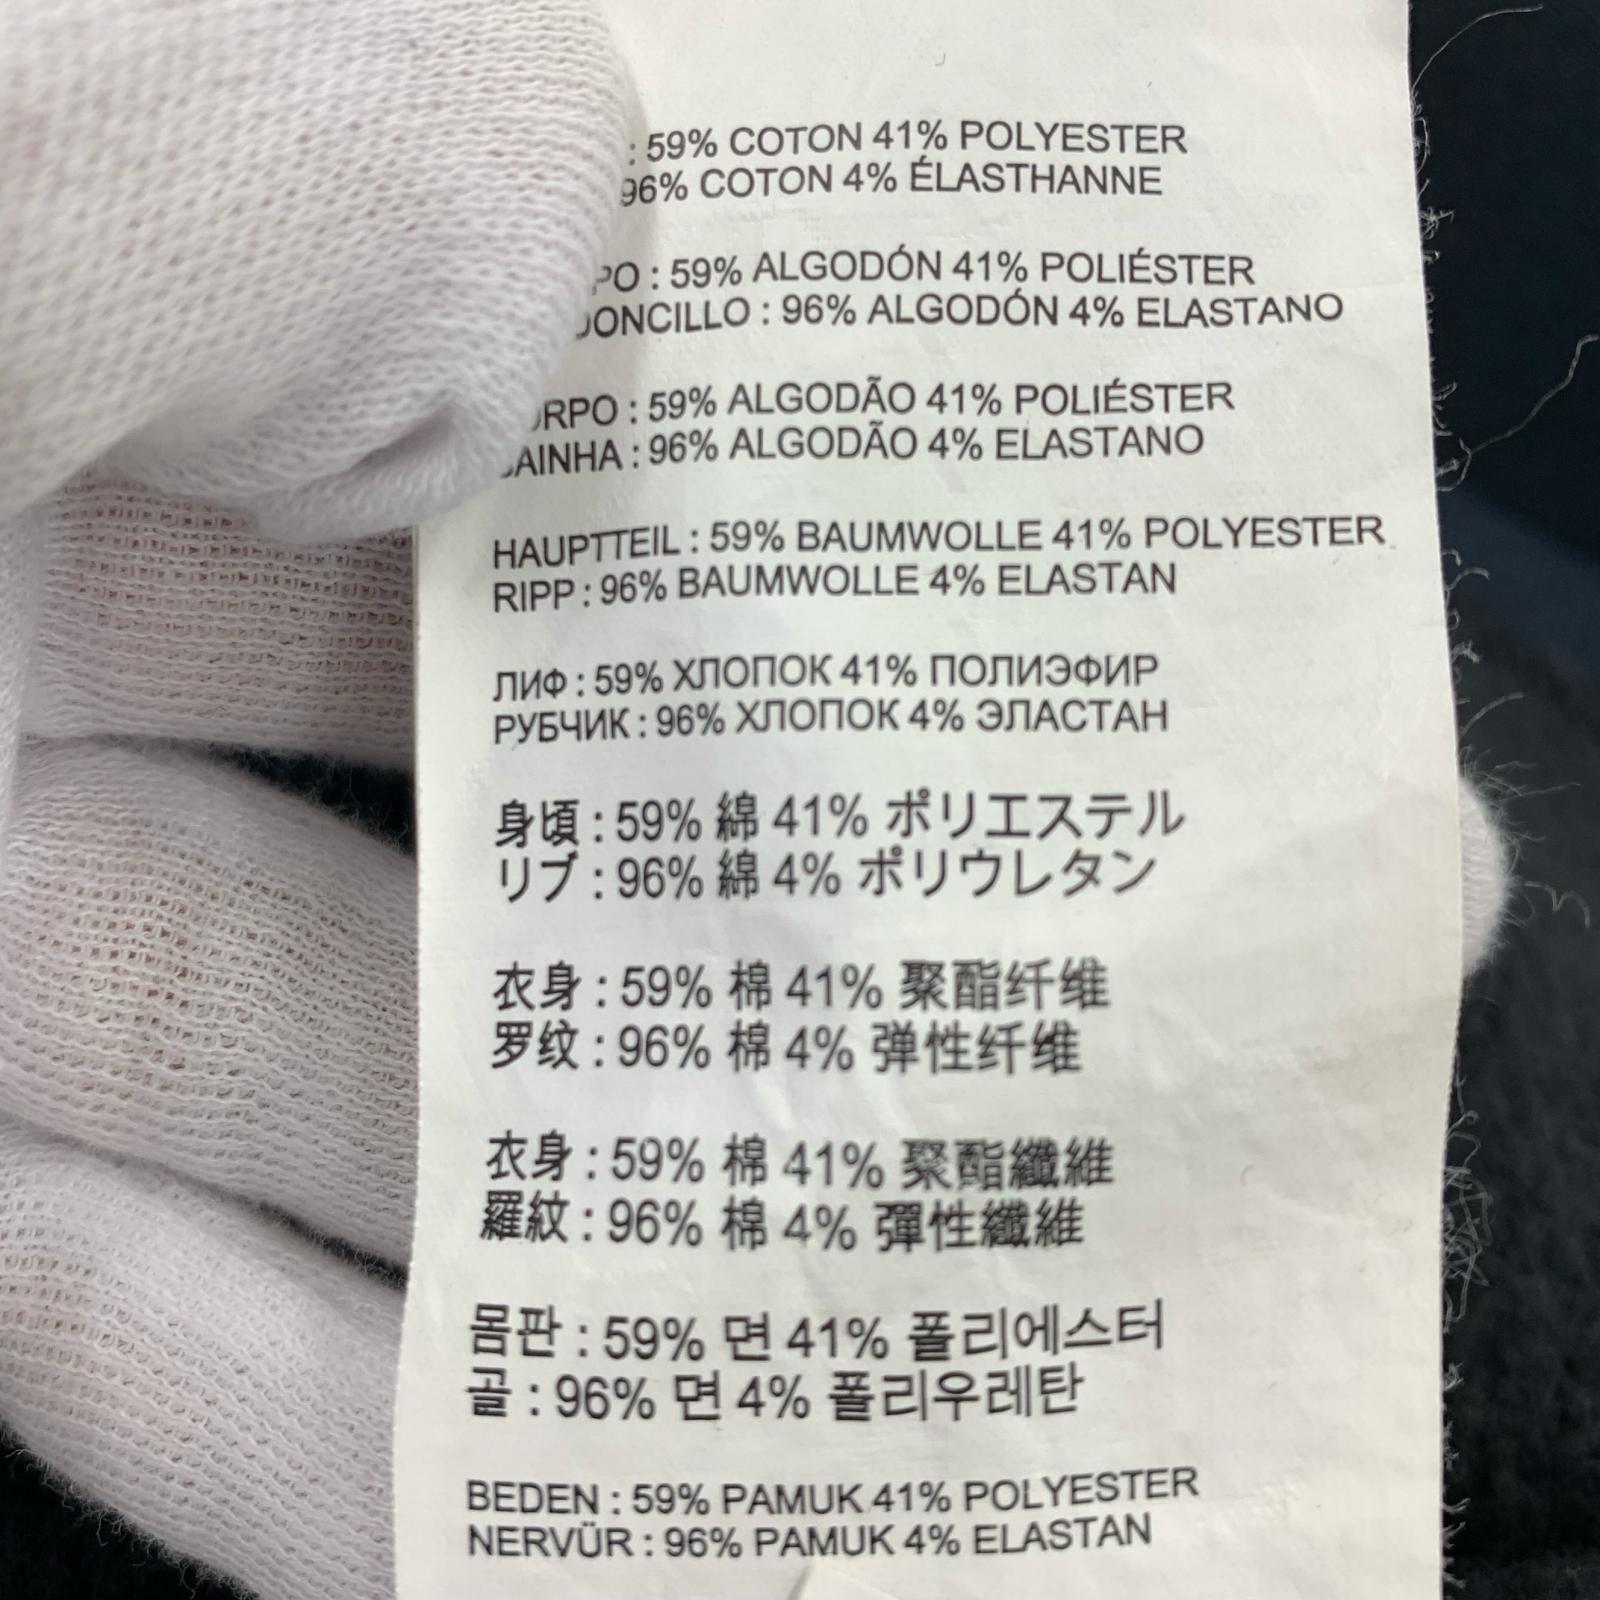 : 59% COTON 41% POLYESTER
96% COTON 4% ÉLASTHANNE
: 59% ALGODÓN 41% POLIÉSTER
: 96% ALGODÓN 4% ELASTANO
: 59% ALGODÃO 41% POLIÉSTER
: 96% ALGODÃO 4% ELASTANO
HAUPTTEIL : 59% BAUMWOLLE 41% POLYESTER
RIPP : 96% BAUMWOLLE 4% ELASTAN
ЛИФ : 59% ХЛОПОК 41% ПОЛИЭФИР
РУБЧИК : 96% ХЛОПОК 4% ЭЛАСТАН
身頃 : 59% 綿 41% ポリエステル
リブ : 96% 綿 4% ポリウレタン
衣身 : 59% 棉 41% 聚酯纤维
罗纹 : 96% 棉 4% 弹性纤维
衣身 : 59% 棉 41% 聚酯纖維
羅紋 : 96% 棉 4% 彈性纖維
몸판 : 59% 면 41% 폴리에스터
골 : 96% 면 4% 폴리우레탄
BEDEN : 59% PAMUK 41% POLYESTER
NERVÜR : 96% PAMUK 4% ELASTAN